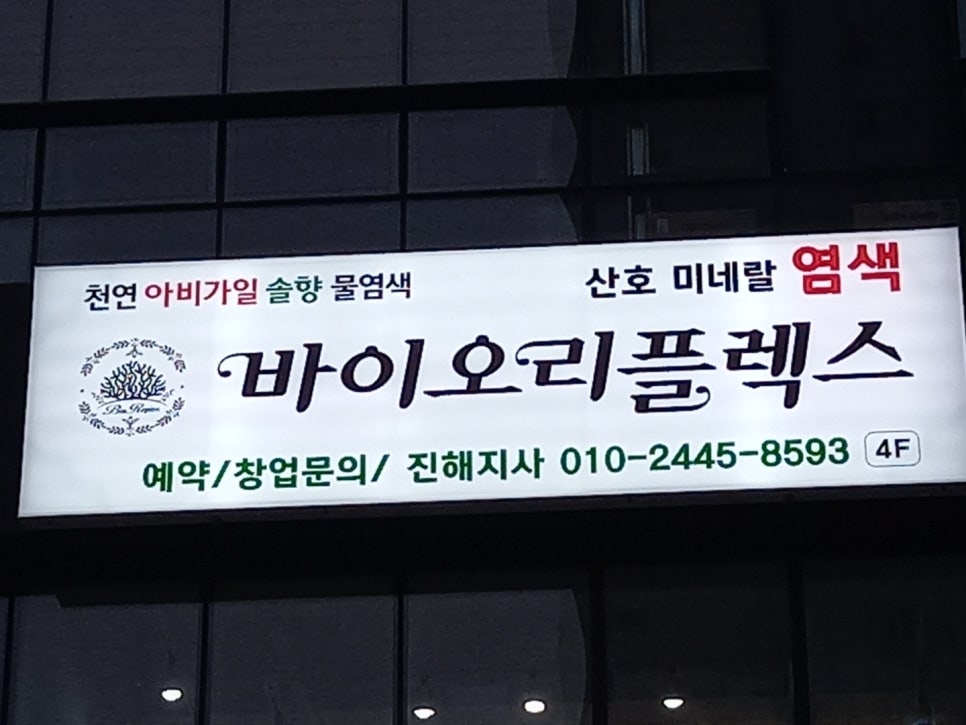 천연 아비가일 솔향 물염색
산호 미네랄 염색
바이오리플렉스
예약/창업문의/ 진해지사 010-2445-8593 4F